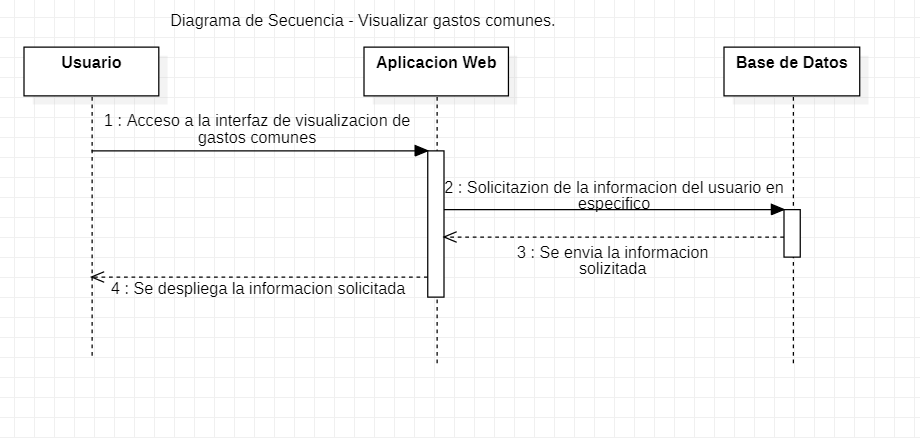 Diagrama de Secuencia - Visualizar gastos comunes.
Usuario
Aplicacion Web
Base de Datos
1 : Acceso a la interfaz de visualizacion de
gastos comunes
2 : Solicitazion de la informacion del usuario en
especifico
3 : Se envia la informacion
solizitada
4 : Se despliega la informacion solicitada